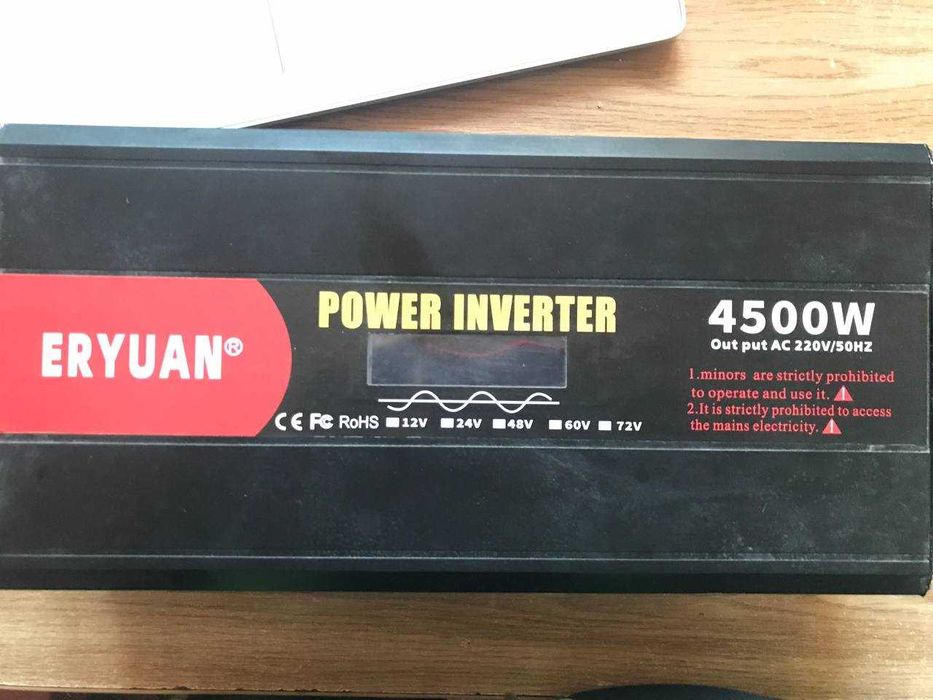 ERYUAN®
POWER INVERTER
CE FC RoHS 12V 24V 48V 60V 72V
4500W
Out put AC 220V/50HZ
1.minors are strictly prohibited
to operate and use it.
2.It is strictly prohibited to access
the mains electricity.